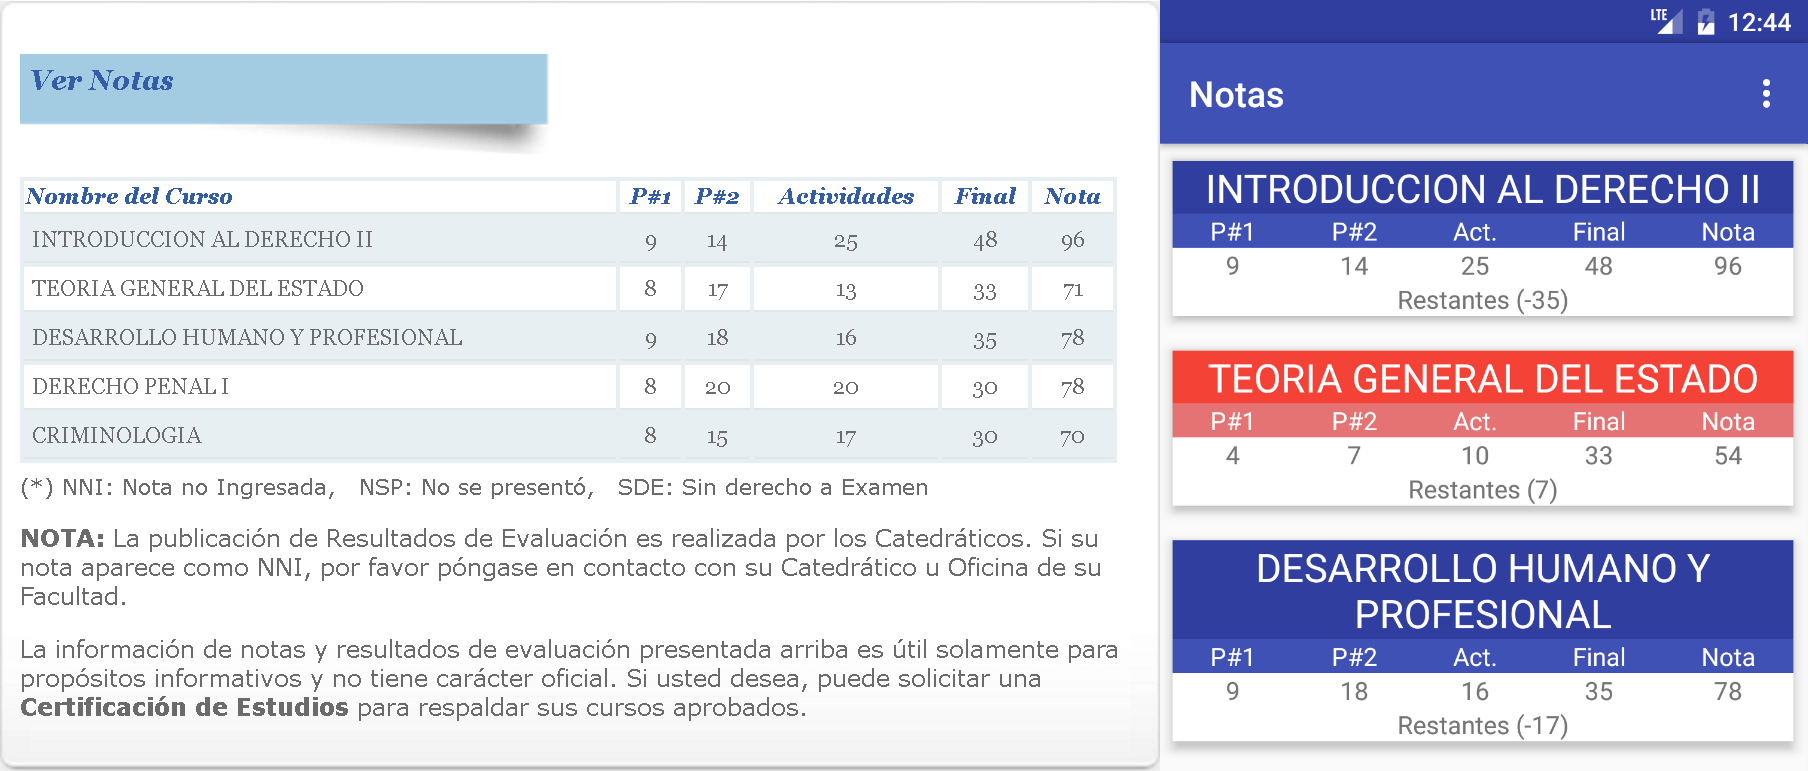 Ver Notas
Nombre del Curso P#1 P#2 Actividades Final Nota
INTRODUCCION AL DERECHO II 9 14 25 48 96
TEORIA GENERAL DEL ESTADO 8 17 13 33 71
DESARROLLO HUMANO Y PROFESIONAL 9 18 16 35 78
DERECHO PENAL I 8 20 20 30 78
CRIMINOLOGIA 8 15 17 30 70
(*) NNI: Nota no Ingresada, NSP: No se presentó, SDE: Sin derecho a Examen
NOTA: La publicación de Resultados de Evaluación es realizada por los Catedráticos. Si su
nota aparece como NNI, por favor póngase en contacto con su Catedrático u Oficina de su
Facultad.
La información de notas y resultados de evaluación presentada arriba es útil solamente para
propósitos informativos y no tiene carácter oficial. Si usted desea, puede solicitar una
Certificación de Estudios para respaldar sus cursos aprobados.
LTE 12:44
Notas
INTRODUCCION AL DERECHO II
P#1 P#2 Act. Final Nota
9 14 25 48 96
Restantes (-35)
TEORIA GENERAL DEL ESTADO
P#1 P#2 Act. Final Nota
4 7 10 33 54
Restantes (7)
DESARROLLO HUMANO Y
PROFESIONAL
P#1 P#2 Act. Final Nota
9 18 16 35 78
Restantes (-17)